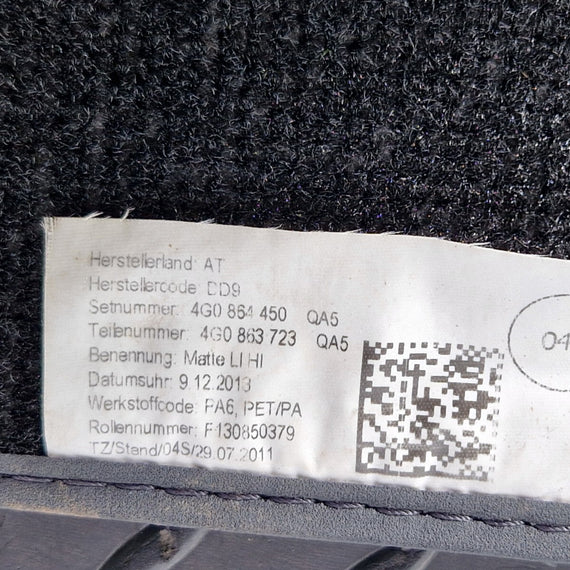 Herstellerland: AT
Herstellercode: DD9
Setnummer: 4G0 864 450 QA5
Teilenummer: 4G0 863 723 QA5
Benennung: Matte LI HI
Datumsuhr: 9.12.2013
Werkstoffcode: PA6, PET/PA
Rollennummer: F130850379
TZ/Stand/04S/29.07.2011
04